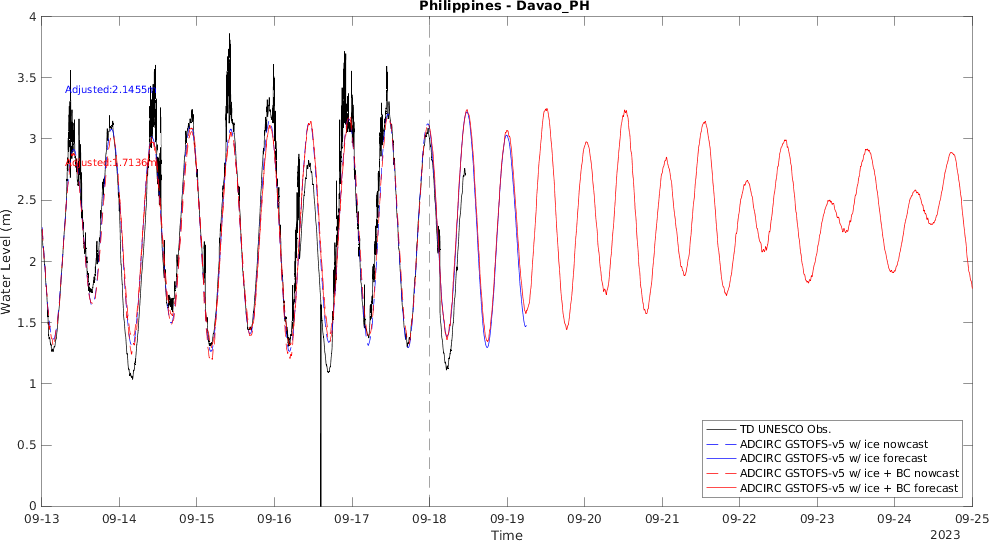 Philippines - Davao_PH
Water Level (m)
4
3.5
3
2.5
2
1.5
1
0.5
0
Adjusted:2.1455m
Adjusted:1.7136m
TD UNESCO Obs.
ADCIRC GSTOFS-v5 w/ ice nowcast
ADCIRC GSTOFS-v5 w/ ice forecast
ADCIRC GSTOFS-v5 w/ ice + BC nowcast
ADCIRC GSTOFS-v5 w/ ice + BC forecast
09-13 09-14 09-15 09-16 09-17 09-18 09-19 09-20 09-21 09-22 09-23 09-24 09-25
Time
2023